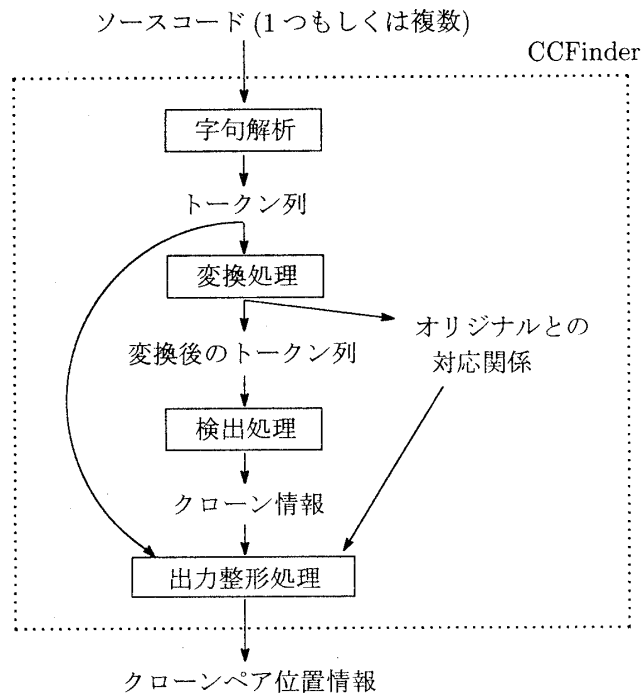 ソースコード (1 つもしくは複数)
CCFinder
字句解析
トークン列
変換処理
オリジナルとの
対応関係
変換後のトークン列
検出処理
クローン情報
出力整形処理
クローンペア位置情報